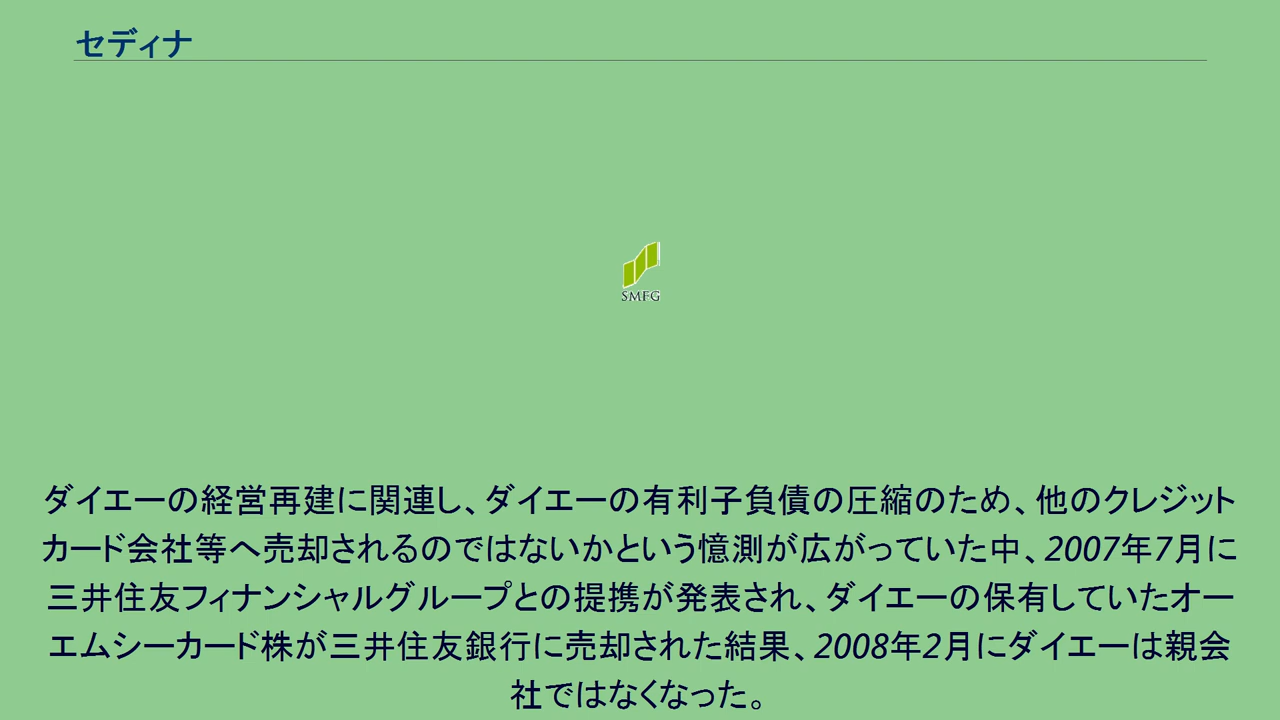 セディナ
SMFG
ダイエーの経営再建に関連し、ダイエーの有利子負債の圧縮のため、他のクレジット
カード会社等へ売却されるのではないかという憶測が広がっていた中、2007年7月に
三井住友フィナンシャルグループとの提携が発表され、ダイエーの保有していたオー
エムシーカード株が三井住友銀行に売却された結果、2008年2月にダイエーは親会
社ではなくなった。